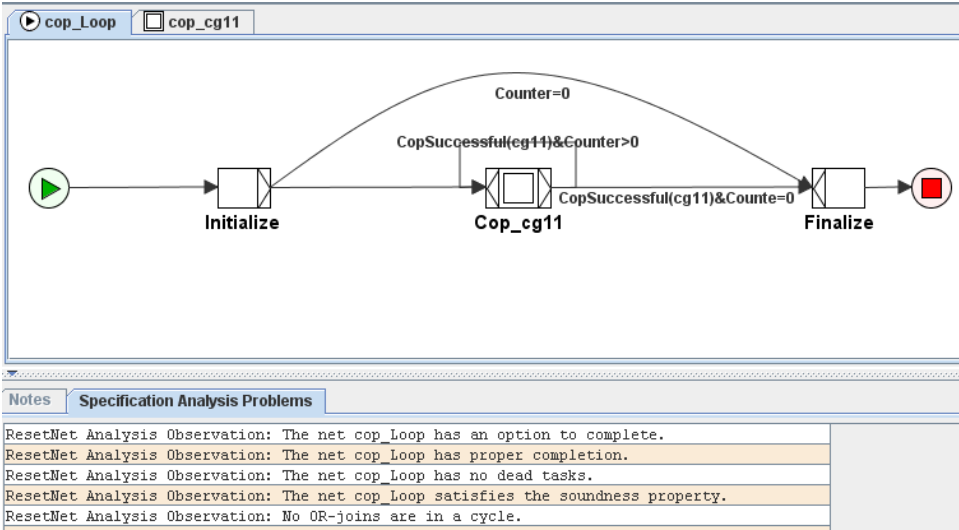 cop_Loop cop_cg11
Counter=0
CopSuccessful(cg11)&Counter>0
CopSuccessful(cg11)&Counte=0
Initialize Cop_cg11 Finalize
Notes Specification Analysis Problems
ResetNet Analysis Observation: The net cop_Loop has an option to complete.
ResetNet Analysis Observation: The net cop_Loop has proper completion.
ResetNet Analysis Observation: The net cop_Loop has no dead tasks.
ResetNet Analysis Observation: The net cop_Loop satisfies the soundness property.
ResetNet Analysis Observation: No OR-joins are in a cycle.